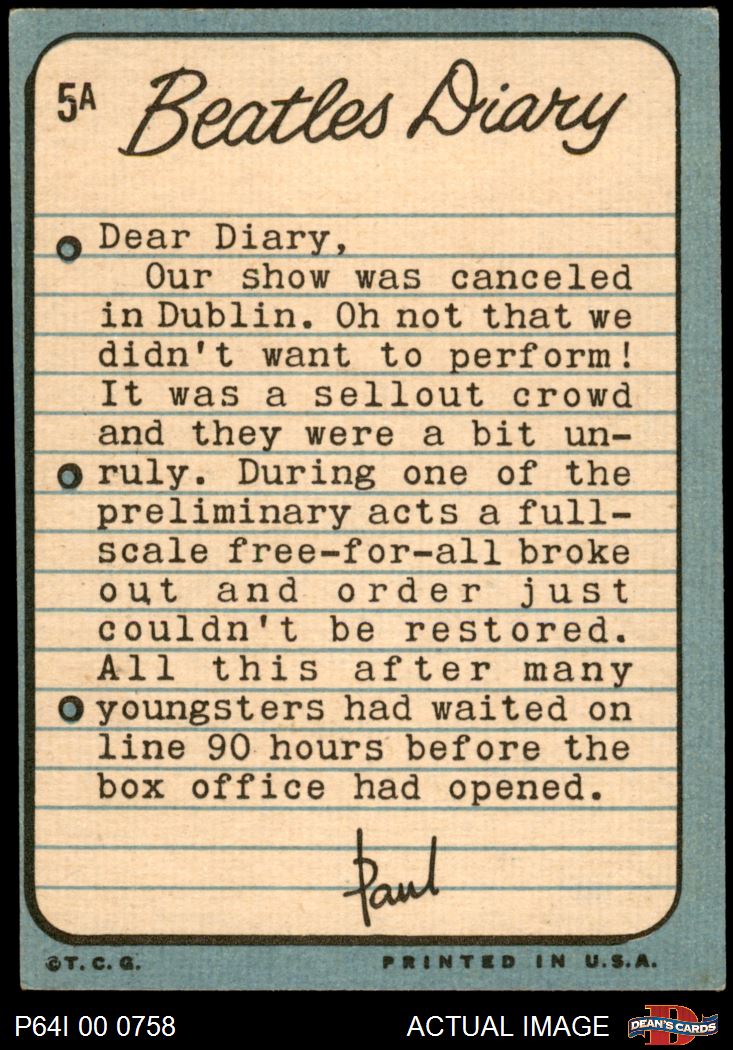 5A Beatles Diary
Dear Diary,
Our show was canceled
in Dublin. Oh not that we
didn't want to perform!
It was a sellout crowd
and they were a bit un-
ruly. During one of the
preliminary acts a full-
scale free-for-all broke
out and order just
couldn't be restored.
All this after many
youngsters had waited on
line 90 hours before the
box office had opened.
Paul
©T.C.G. PRINTED IN U.S.A.
P64I 00 0758 ACTUAL IMAGE D DEAN'S CARDS